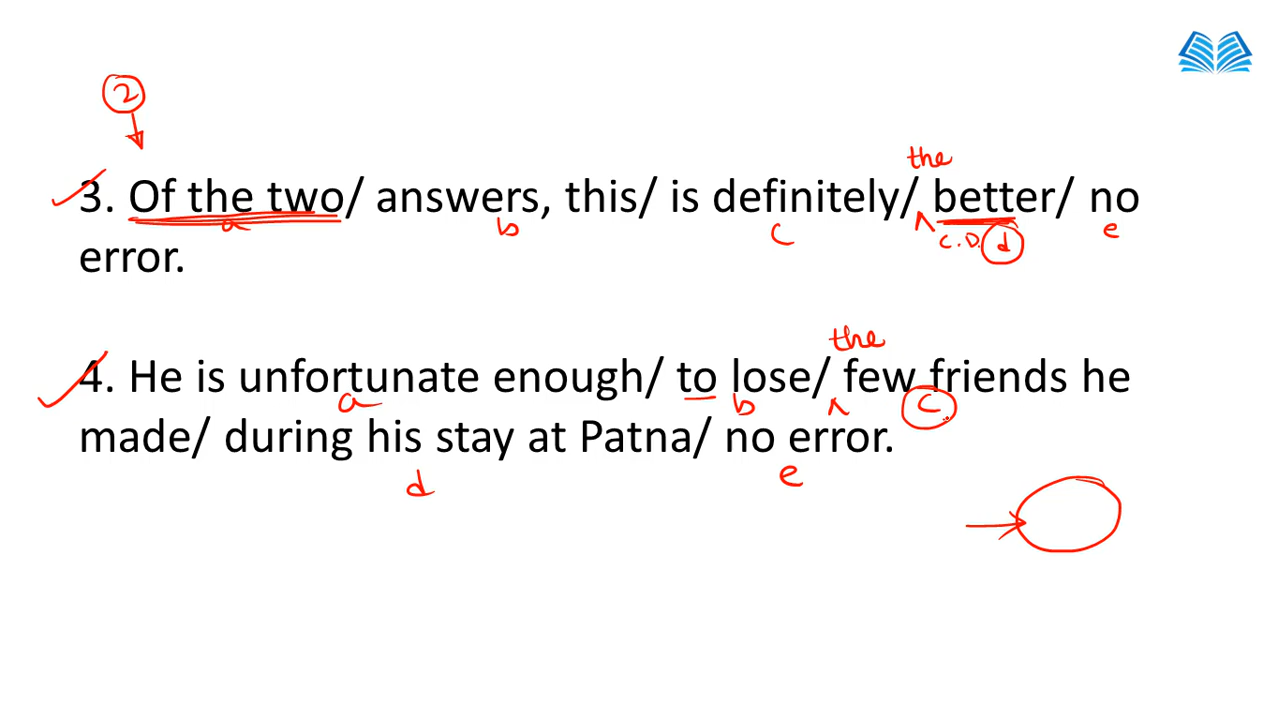 2
the
3. Of the two/ answers, this/ is definitely/ better/ no
a b c ^ C.D. d e
error.
the
4. He is unfortunate enough/ to lose/ few friends he
a b ^ c
made/ during his stay at Patna/ no error.
d e